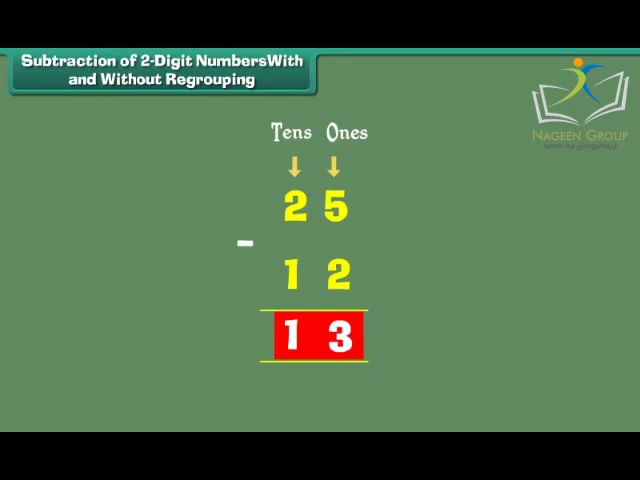 Subtraction of 2-Digit NumbersWith
and Without Regrouping
NAGEEN GROUP
Tens Ones
2 5
-
1 2
1 3